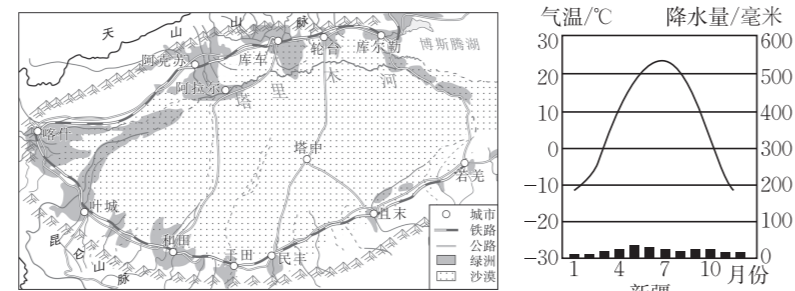 天 山 山 脉
阿克苏
库车
轮台
库尔勒
博斯腾湖
阿拉尔
塔 里 木 河
喀什
塔中
若羌
叶城
且末
和田
于田
民丰
昆 仑 山 脉
城市
铁路
公路
绿洲
沙漠
气温/℃ 降水量/毫米
30 600
20 500
10 400
0 300
-10 200
-20 100
-30 0
1 4 7 10 月份
新疆